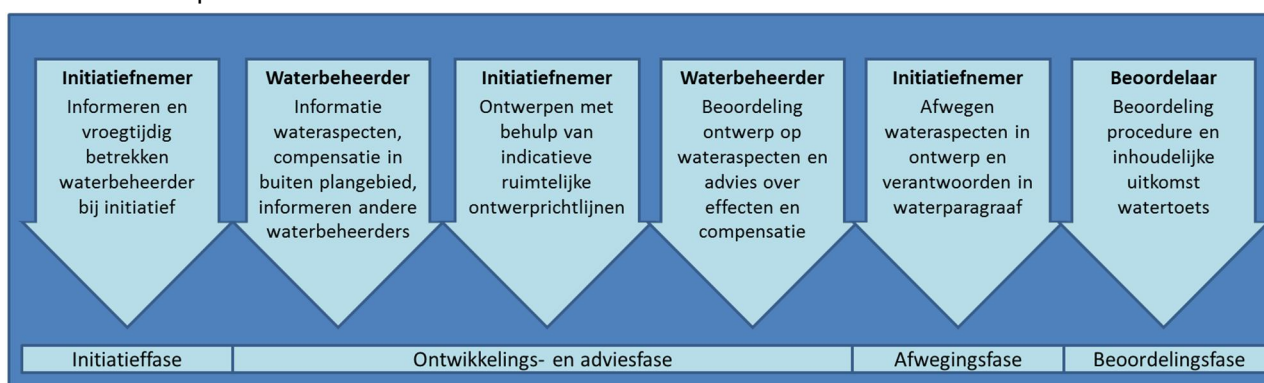 Initiatiefnemer
Informeren en
vroegtijdig
betrekken
waterbeheerder
bij initiatief
Waterbeheerder
Informatie
wateraspecten,
compensatie in
buiten plangebied,
informeren andere
waterbeheerders
Initiatiefnemer
Ontwerpen met
behulp van
indicatieve
ruimtelijke
ontwerprichtlijnen
Waterbeheerder
Beoordeling
ontwerp op
wateraspecten en
advies over
effecten en
compensatie
Initiatiefnemer
Afwegen
wateraspecten in
ontwerp en
verantwoorden in
waterparagraaf
Beoordelaar
Beoordeling
procedure en
inhoudelijke
uitkomst
watertoets
Initiatieffase
Ontwikkelings- en adviesfase
Afwegingsfase
Beoordelingsfase